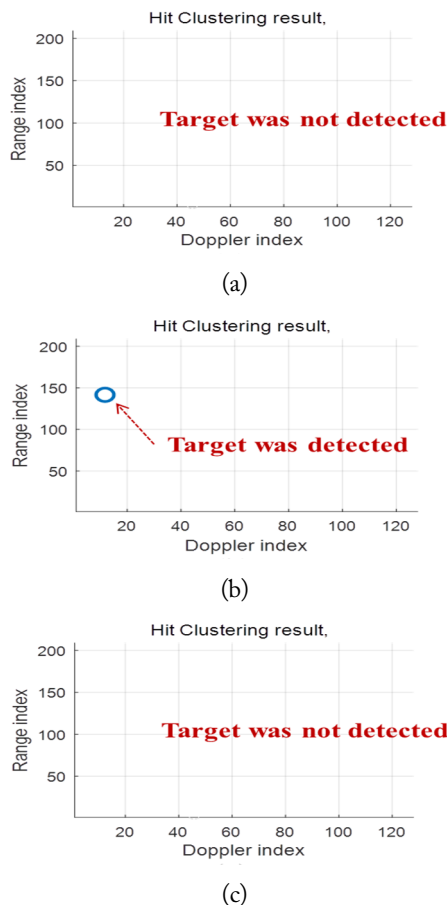 Hit Clustering result,
200
150
100
50
Range index
Target was not detected
20 40 60 80 100 120
Doppler index
(a)
Hit Clustering result,
200
150
100
50
Range index
Target was detected
20 40 60 80 100 120
Doppler index
(b)
Hit Clustering result,
200
150
100
50
Range index
Target was not detected
20 40 60 80 100 120
Doppler index
(c)